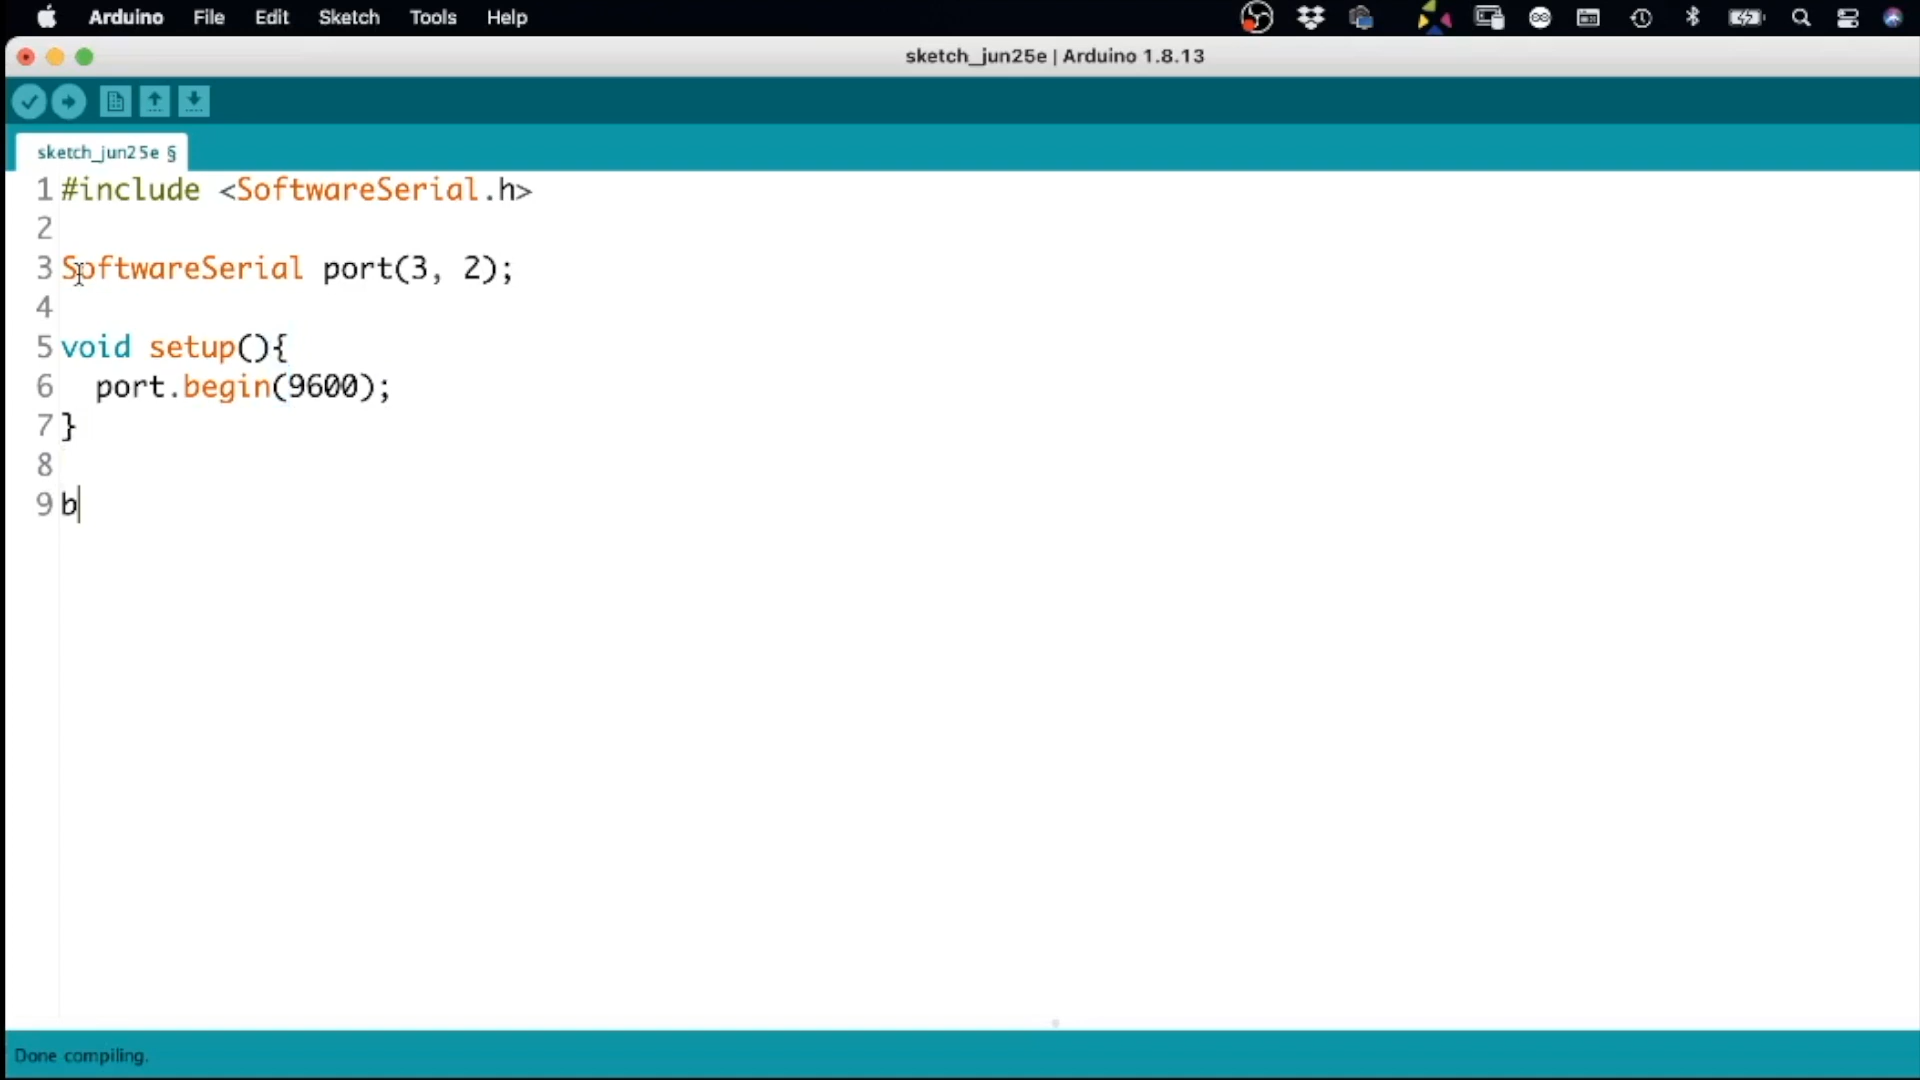 Arduino File Edit Sketch Tools Help
sketch_jun25e | Arduino 1.8.13
sketch_jun25e §
1 #include <SoftwareSerial.h>
2
3 SoftwareSerial port(3, 2);
4
5 void setup(){
6   port.begin(9600);
7 }
8
9 b
Done compiling.